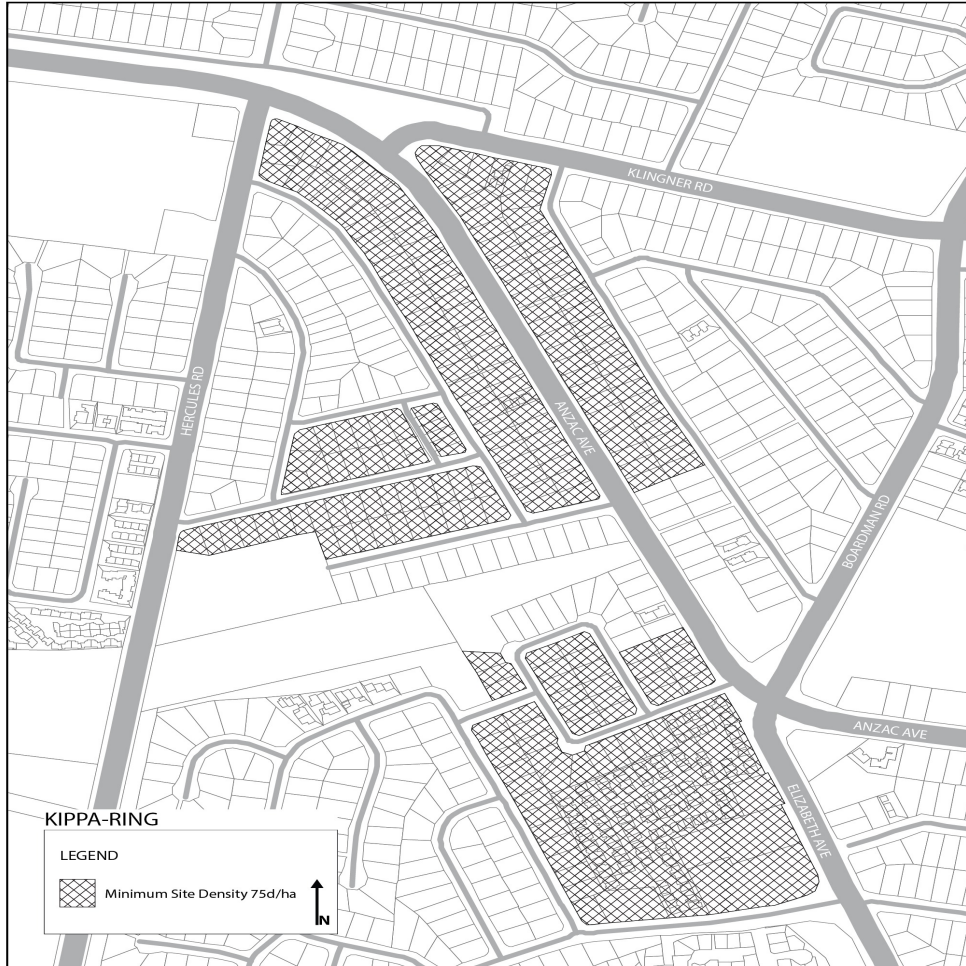 KLINGNER RD
HERCULES RD
ANZAC AVE
BOARDMAN RD
ANZAC AVE
ELIZABETH AVE
KIPPA-RING
LEGEND
Minimum Site Density 75d/ha
N